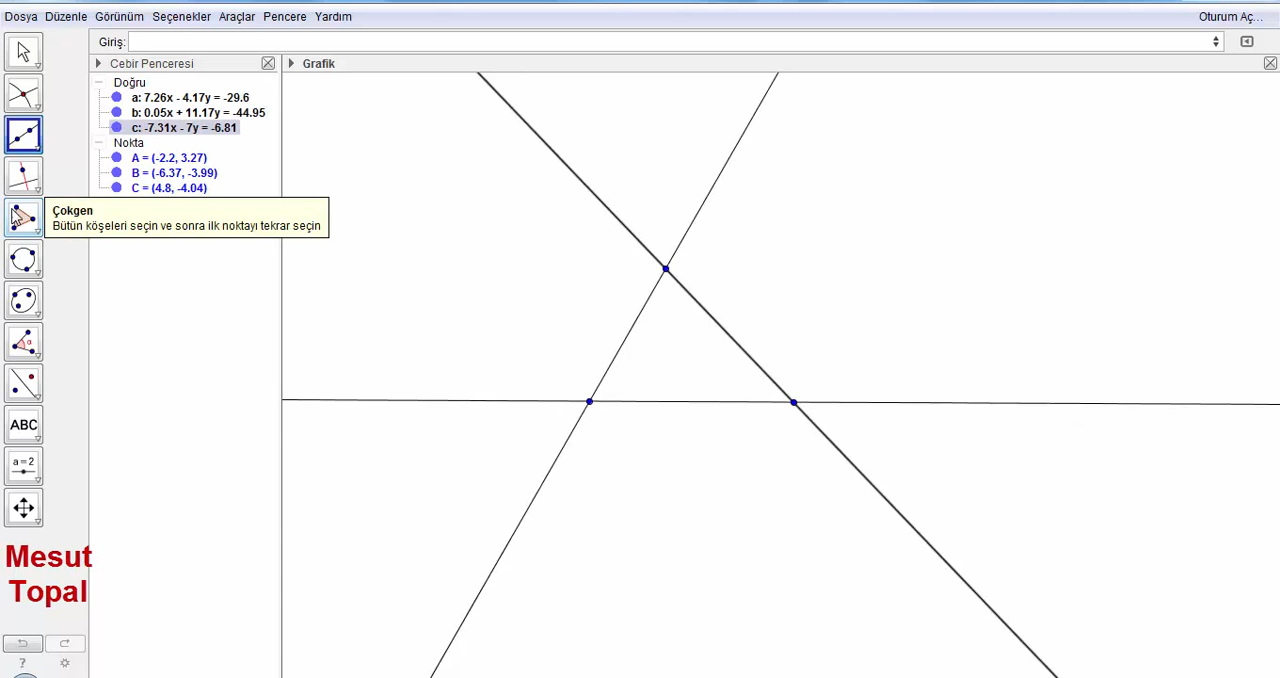 Dosya Düzenle Görünüm Seçenekler Araçlar Pencere Yardım Oturum Aç...
Giriş:
Cebir Penceresi Grafik
Doğru
a: 7.26x - 4.17y = -29.6
b: 0.05x + 11.17y = -44.95
c: -7.31x - 7y = -6.81
Nokta
A = (-2.2, 3.27)
B = (-6.37, -3.99)
C = (4.8, -4.04)
Çokgen
Bütün köşeleri seçin ve sonra ilk noktayı tekrar seçin
α
ABC
a = 2
Mesut
Topal
?